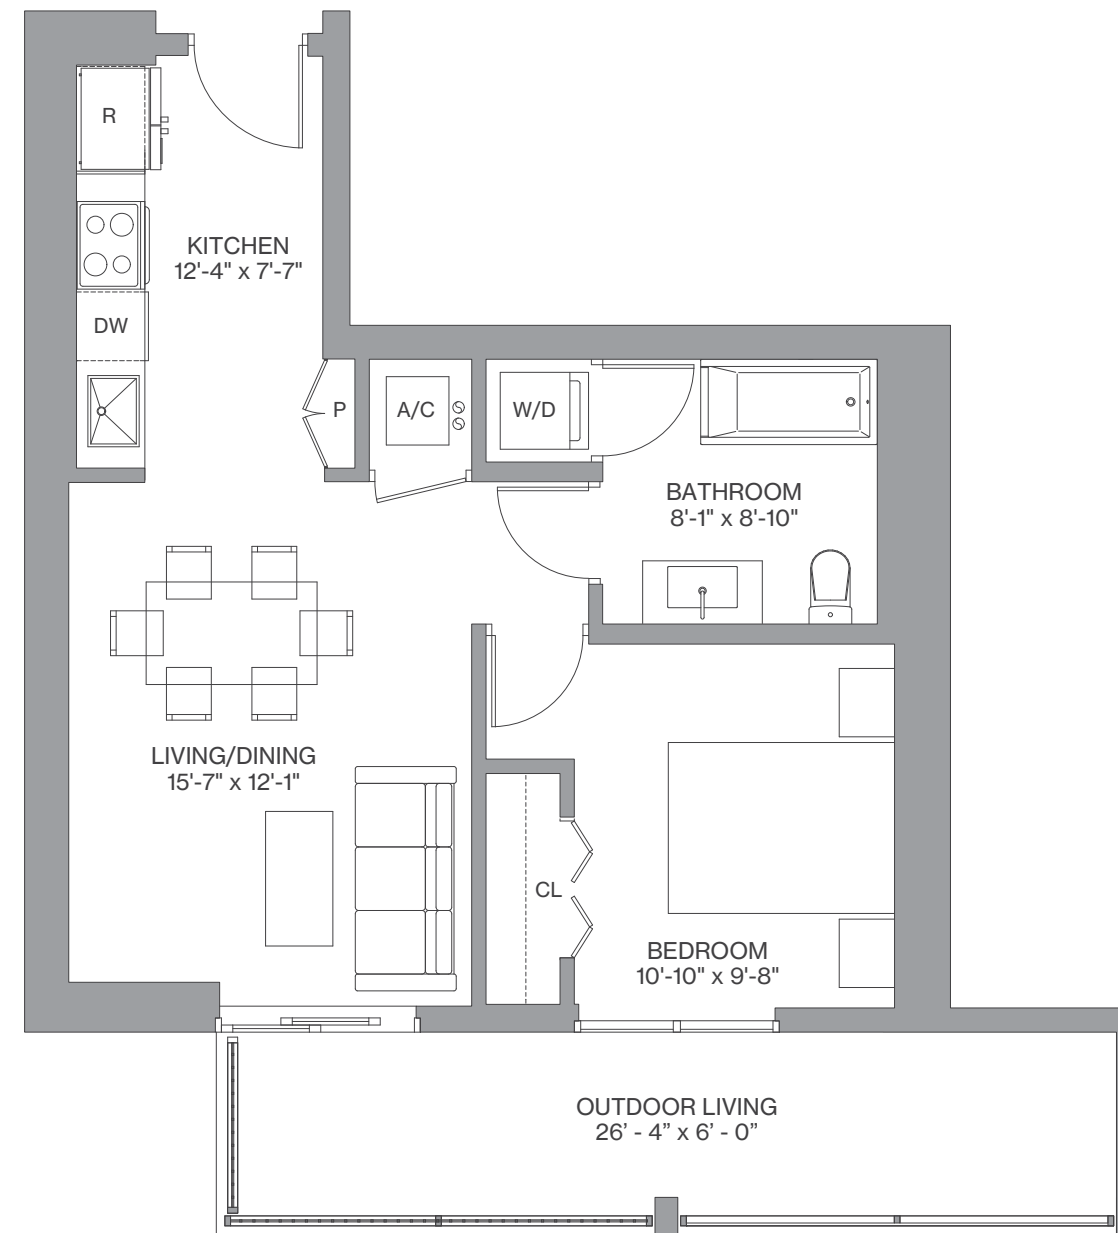 R
KITCHEN
12'-4" x 7'-7"
DW
P
A/C
W/D
BATHROOM
8'-1" x 8'-10"
LIVING/DINING
15'-7" x 12'-1"
CL
BEDROOM
10'-10" x 9'-8"
OUTDOOR LIVING
26’ - 4” x 6’ - 0”